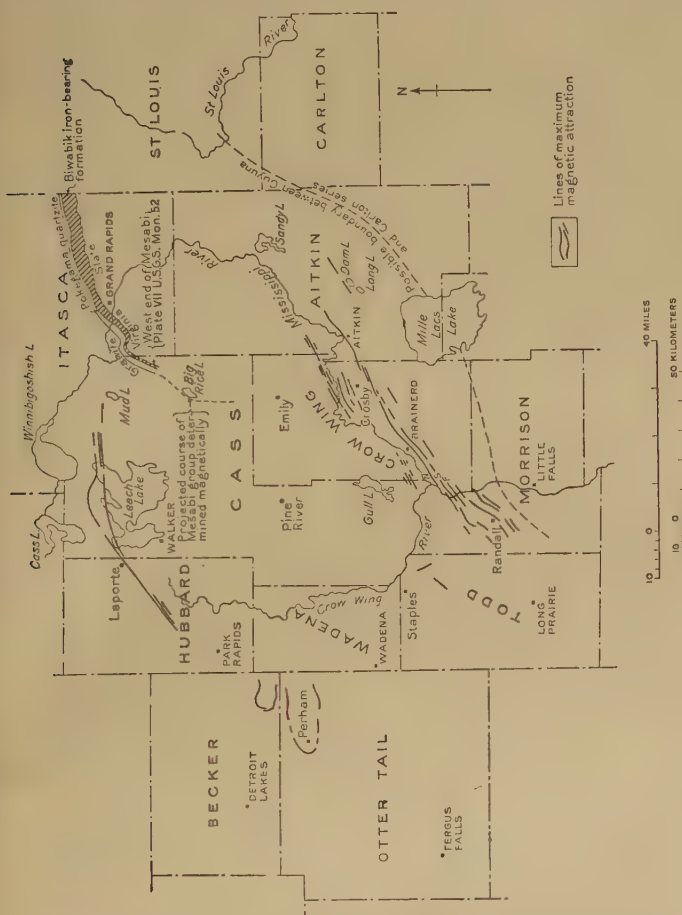 Winnibigoshish L
Cass L.
ITASCA
Biwabik iron-bearing
formation
Pokegama quartzite
Slate
GRAND RAPIDS
Granite
Virginia
West end of Mesabi
(Plate VII U.S.G.S. Mon. 52
ST LOUIS
St Louis
River
CARLTON
N
Possible boundary between Cuyuna
and Carlton series
Lines of maximum
magnetic attraction
Mud L
Big
Rice L
Leech
Lake
WALKER
Projected course of
Mesabi group deter-
mined magnetically
CASS
Laporte
HUBBARD
PARK
RAPIDS
BECKER
DETROIT
LAKES
Mississippi
River
Sandy L
AITKIN
Dam L
Long L
AITKIN
Mille
Lacs
Lake
Emily
Crosby
CROW WING
BRAINERD
Pine
River
Gull L
River
Crow Wing
WADENA
WADENA
Perham
OTTER TAIL
FERGUS
FALLS
Staples
TODD
LONG
PRAIRIE
Randall
MORRISON
LITTLE
FALLS
10 0 40 MILES
10 0 50 KILOMETERS